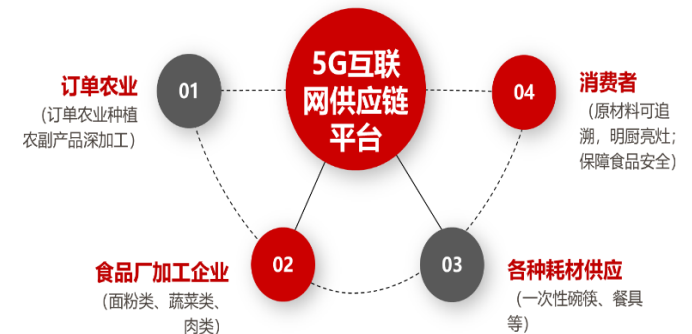 5G互联
网供应链
平台
01
订单农业
（订单农业种植
农副产品深加工）
02
食品厂加工企业
（面粉类、蔬菜类、
肉类）
03
各种耗材供应
（一次性碗筷、餐具
等）
04
消费者
（原材料可追
溯，明厨亮灶；
保障食品安全）